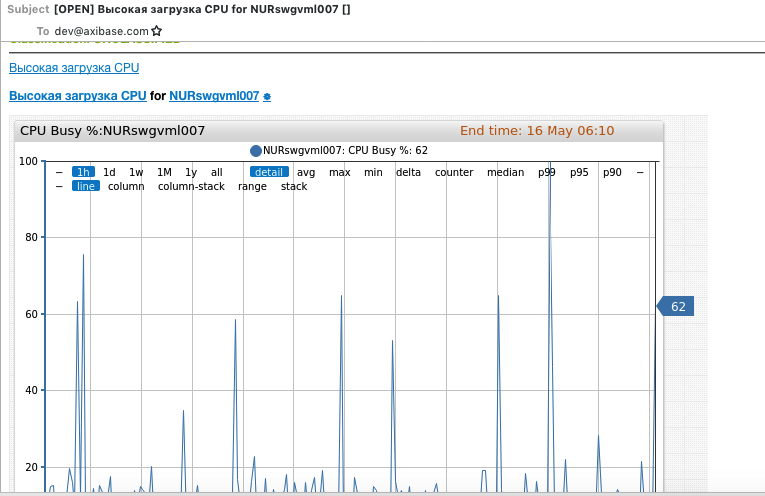 Subject [OPEN] Высокая загрузка CPU for NURswgvml007 []
To dev@axibase.com
Высокая загрузка CPU
Высокая загрузка CPU for NURswgvml007
CPU Busy %:NURswgvml007 End time: 16 May 06:10
NURswgvml007: CPU Busy %: 62
100
1h 1d 1w 1M 1y all detail avg max min delta counter median p99 p95 p90
line column column-stack range stack
80
62
60
40
20